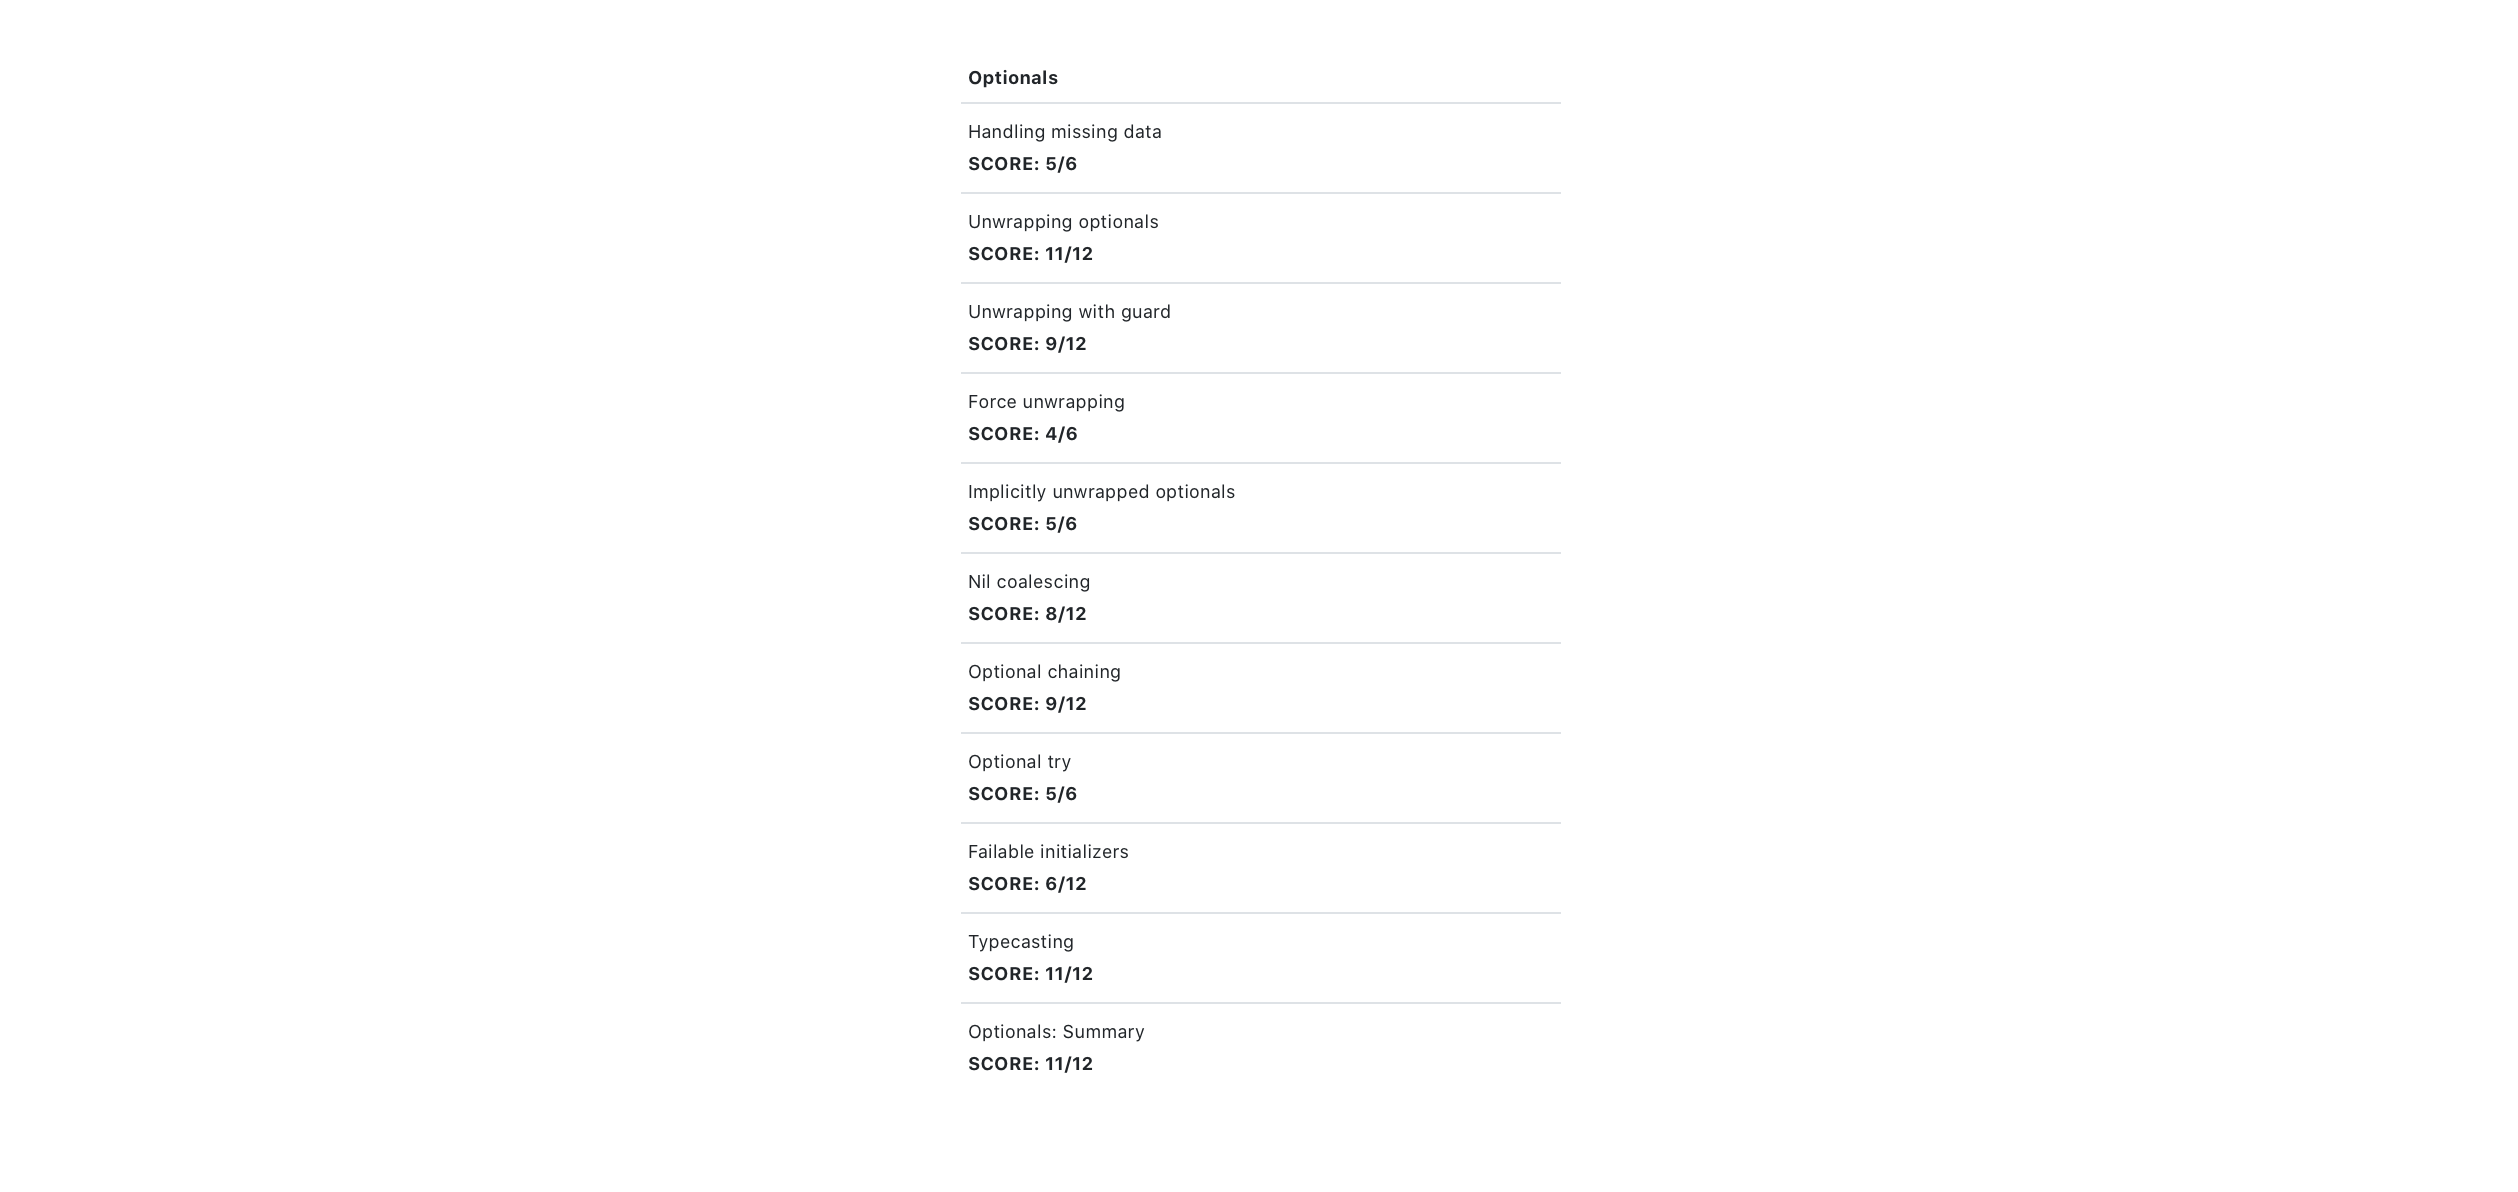 Optionals
Handling missing data
SCORE: 5/6
Unwrapping optionals
SCORE: 11/12
Unwrapping with guard
SCORE: 9/12
Force unwrapping
SCORE: 4/6
Implicitly unwrapped optionals
SCORE: 5/6
Nil coalescing
SCORE: 8/12
Optional chaining
SCORE: 9/12
Optional try
SCORE: 5/6
Failable initializers
SCORE: 6/12
Typecasting
SCORE: 11/12
Optionals: Summary
SCORE: 11/12